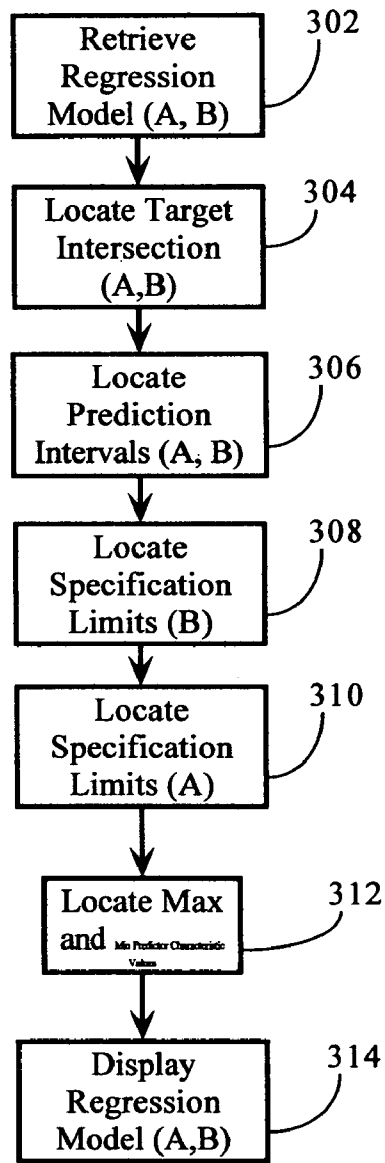 302
Retrieve
Regression
Model (A, B)
304
Locate Target
Intersection
(A,B)
306
Locate
Prediction
Intervals (A, B)
308
Locate
Specification
Limits (B)
310
Locate
Specification
Limits (A)
312
Locate Max
and Min Predictor Characteristic
Values
314
Display
Regression
Model (A,B)